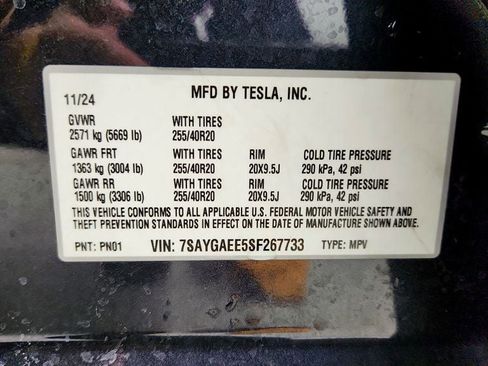 MFD BY TESLA, INC.
11/24
GVWR WITH TIRES
2571 kg (5669 lb) 255/40R20
GAWR FRT WITH TIRES RIM COLD TIRE PRESSURE
1363 kg (3004 lb) 255/40R20 20X9.5J 290 kPa, 42 psi
GAWR RR WITH TIRES RIM COLD TIRE PRESSURE
1500 kg (3306 lb) 255/40R20 20X9.5J 290 kPa, 42 psi
THIS VEHICLE CONFORMS TO ALL APPLICABLE U.S. FEDERAL MOTOR VEHICLE SAFETY AND
THEFT PREVENTION STANDARDS IN EFFECT ON THE DATE OF MANUFACTURE SHOWN ABOVE.
PNT: PN01 VIN: 7SAYGAEE5SF267733 TYPE: MPV